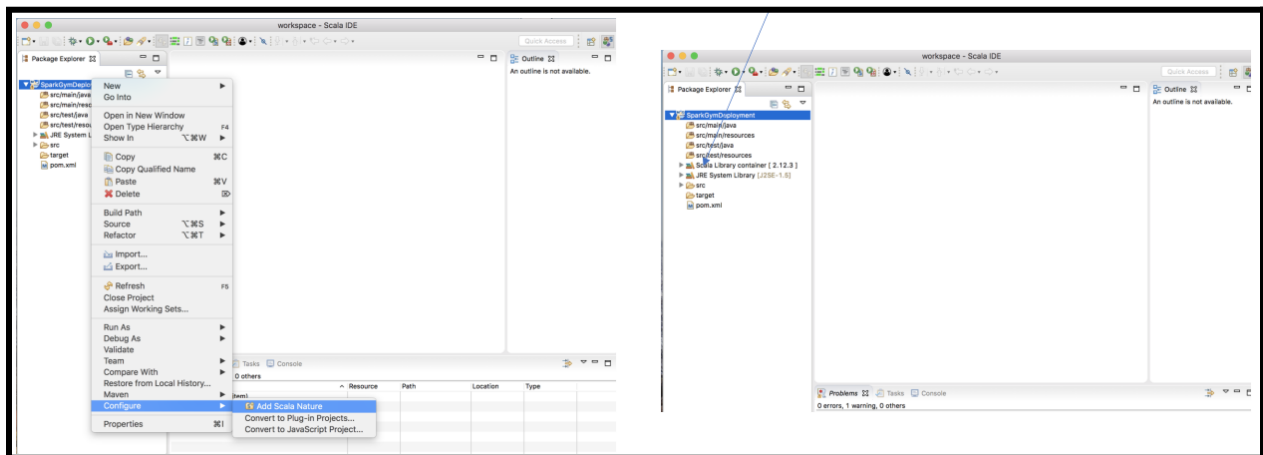 workspace - Scala IDE
Quick Access
Package Explorer
SparkGymDeplo
src/main/java
src/main/reso
src/test/java
src/test/resou
JRE System L
src
target
pom.xml
New
Go Into
Open in New Window
Open Type Hierarchy F4
Show In ⌥⌘W
Copy ⌘C
Copy Qualified Name
Paste ⌘V
Delete ⌦
Build Path
Source ⌥⌘S
Refactor ⌥⌘T
Import...
Export...
Refresh F5
Close Project
Assign Working Sets...
Run As
Debug As
Validate
Team
Compare With
Restore from Local History...
Maven
Configure
Properties ⌘I
Add Scala Nature
Convert to Plug-in Projects...
Convert to JavaScript Project...
Outline
An outline is not available.
Tasks Console
0 others
Resource Path Location Type
item)
workspace - Scala IDE
Quick Access
Package Explorer
SparkGymDeployment
src/main/java
src/main/resources
src/test/java
src/test/resources
Scala Library container [ 2.12.3 ]
JRE System Library [J2SE-1.5]
src
target
pom.xml
Outline
An outline is not available.
Problems Tasks Console
0 errors, 1 warning, 0 others